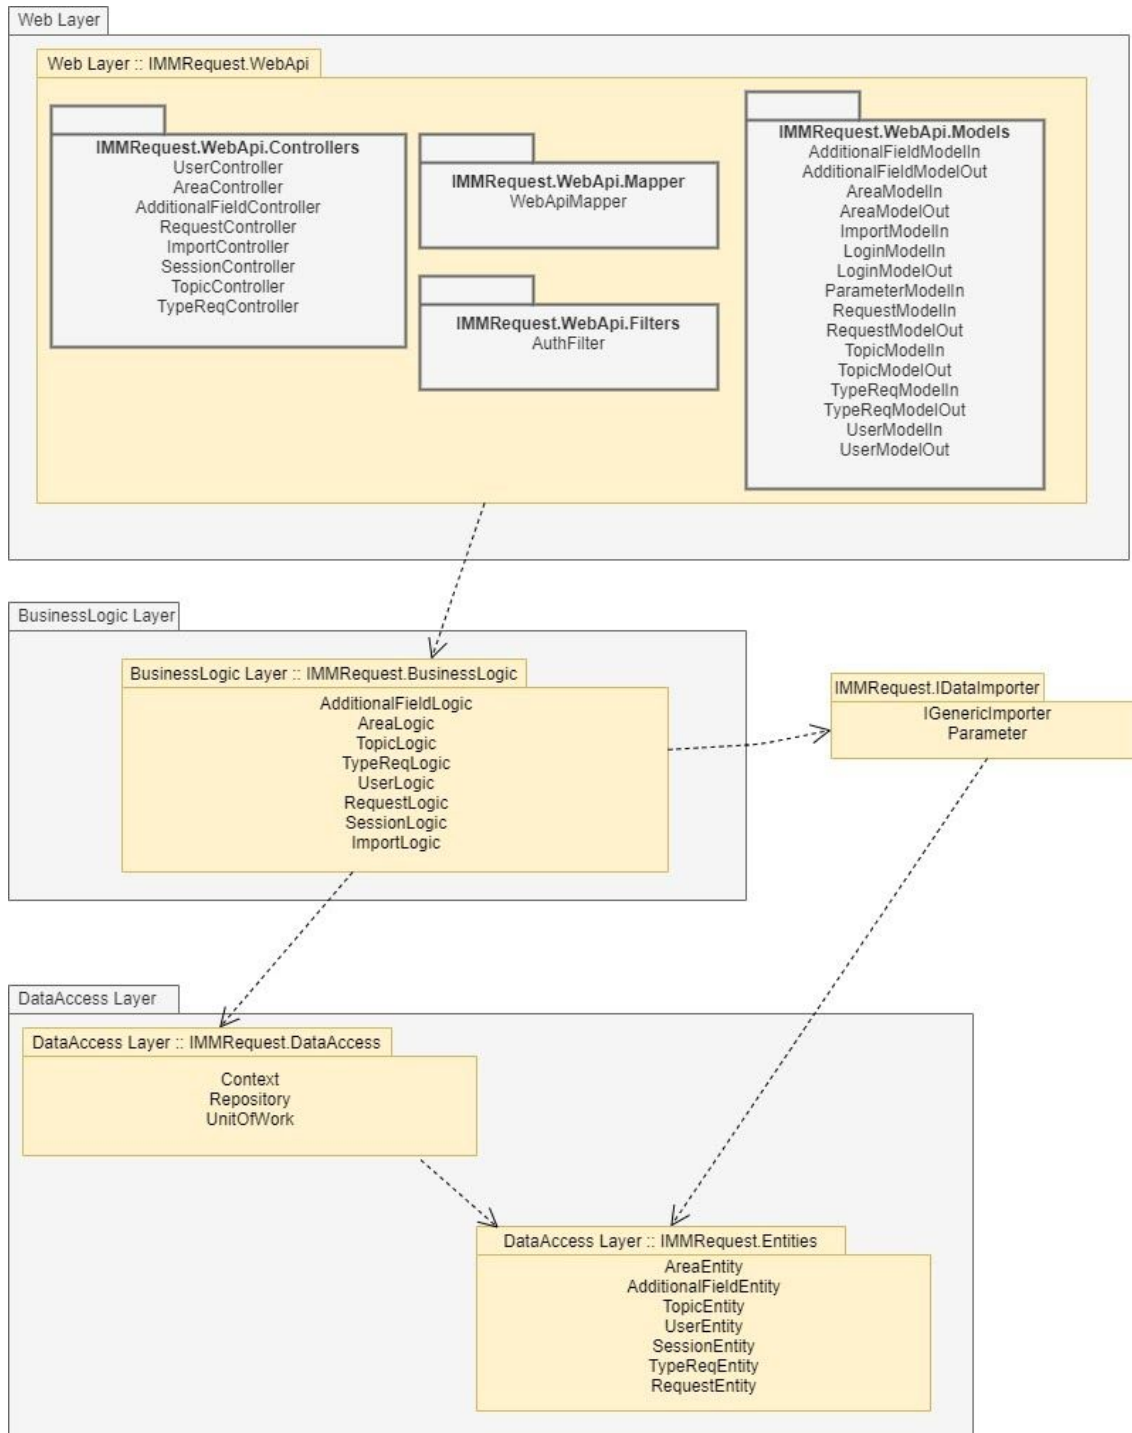 Web Layer
Web Layer :: IMMRequest.WebApi
IMMRequest.WebApi.Controllers
UserController
AreaController
AdditionalFieldController
RequestController
ImportController
SessionController
TopicController
TypeReqController
IMMRequest.WebApi.Mapper
WebApiMapper
IMMRequest.WebApi.Filters
AuthFilter
IMMRequest.WebApi.Models
AdditionalFieldModelIn
AdditionalFieldModelOut
AreaModelIn
AreaModelOut
ImportModelIn
LoginModelIn
LoginModelOut
ParameterModelIn
RequestModelIn
RequestModelOut
TopicModelIn
TopicModelOut
TypeReqModelIn
TypeReqModelOut
UserModelIn
UserModelOut
BusinessLogic Layer
BusinessLogic Layer :: IMMRequest.BusinessLogic
AdditionalFieldLogic
AreaLogic
TopicLogic
TypeReqLogic
UserLogic
RequestLogic
SessionLogic
ImportLogic
IMMRequest.IDataImporter
IGenericImporter
Parameter
DataAccess Layer
DataAccess Layer :: IMMRequest.DataAccess
Context
Repository
UnitOfWork
DataAccess Layer :: IMMRequest.Entities
AreaEntity
AdditionalFieldEntity
TopicEntity
UserEntity
SessionEntity
TypeReqEntity
RequestEntity